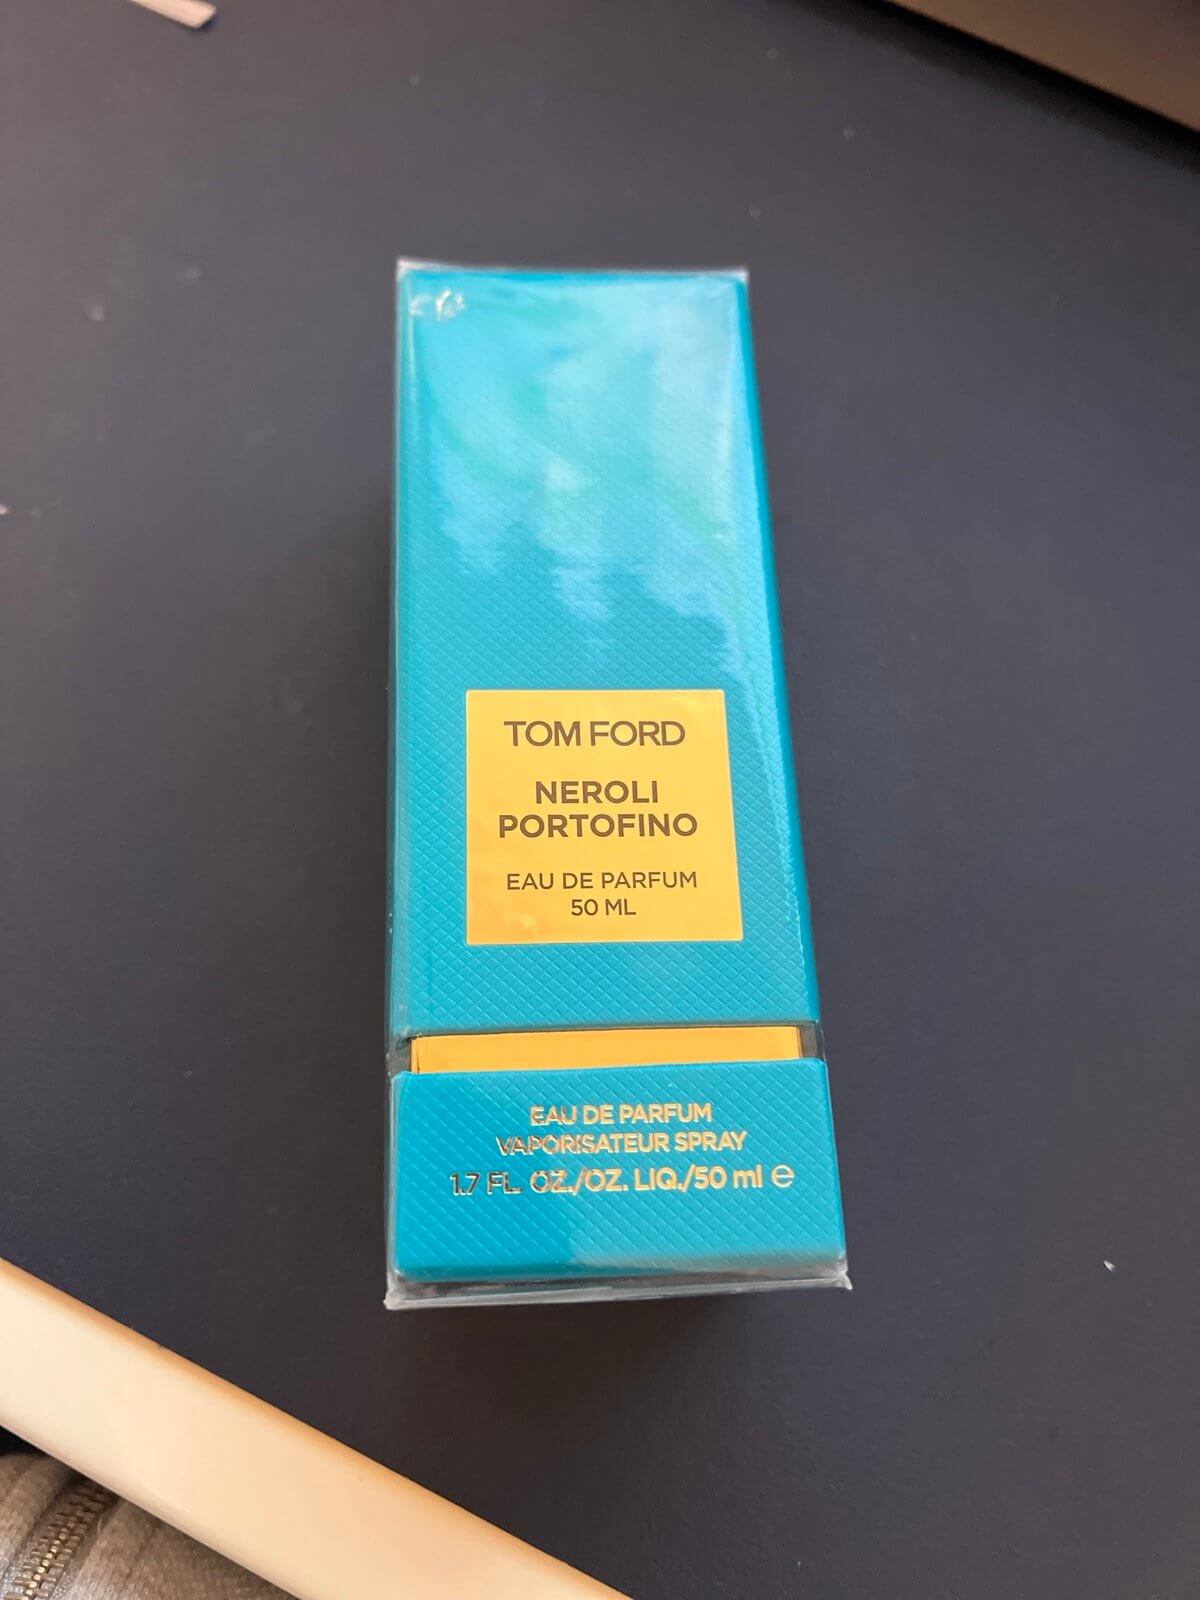 TOM FORD
NEROLI
PORTOFINO
EAU DE PARFUM
50 ML
EAU DE PARFUM
VAPORISATEUR SPRAY
1.7 FL. OZ./OZ. LIQ./50 ml ℮